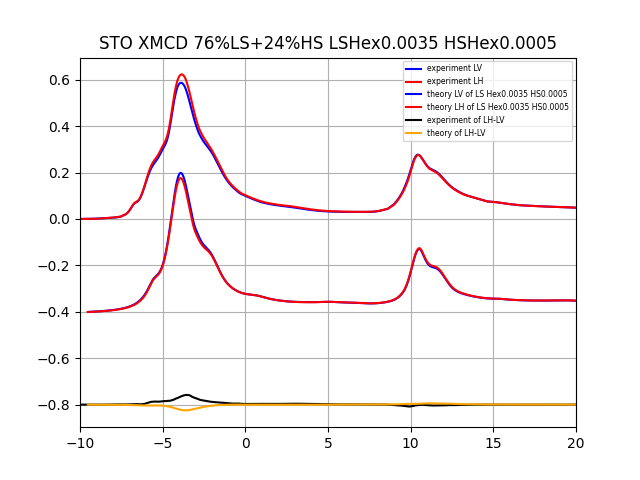 STO XMCD 76%LS+24%HS LSHex0.0035 HSHex0.0005
experiment LV
experiment LH
theory LV of LS Hex0.0035 HS0.0005
theory LH of LS Hex0.0035 HS0.0005
experiment of LH-LV
theory of LH-LV
0.6
0.4
0.2
0.0
−0.2
−0.4
−0.6
−0.8
−10 −5 0 5 10 15 20